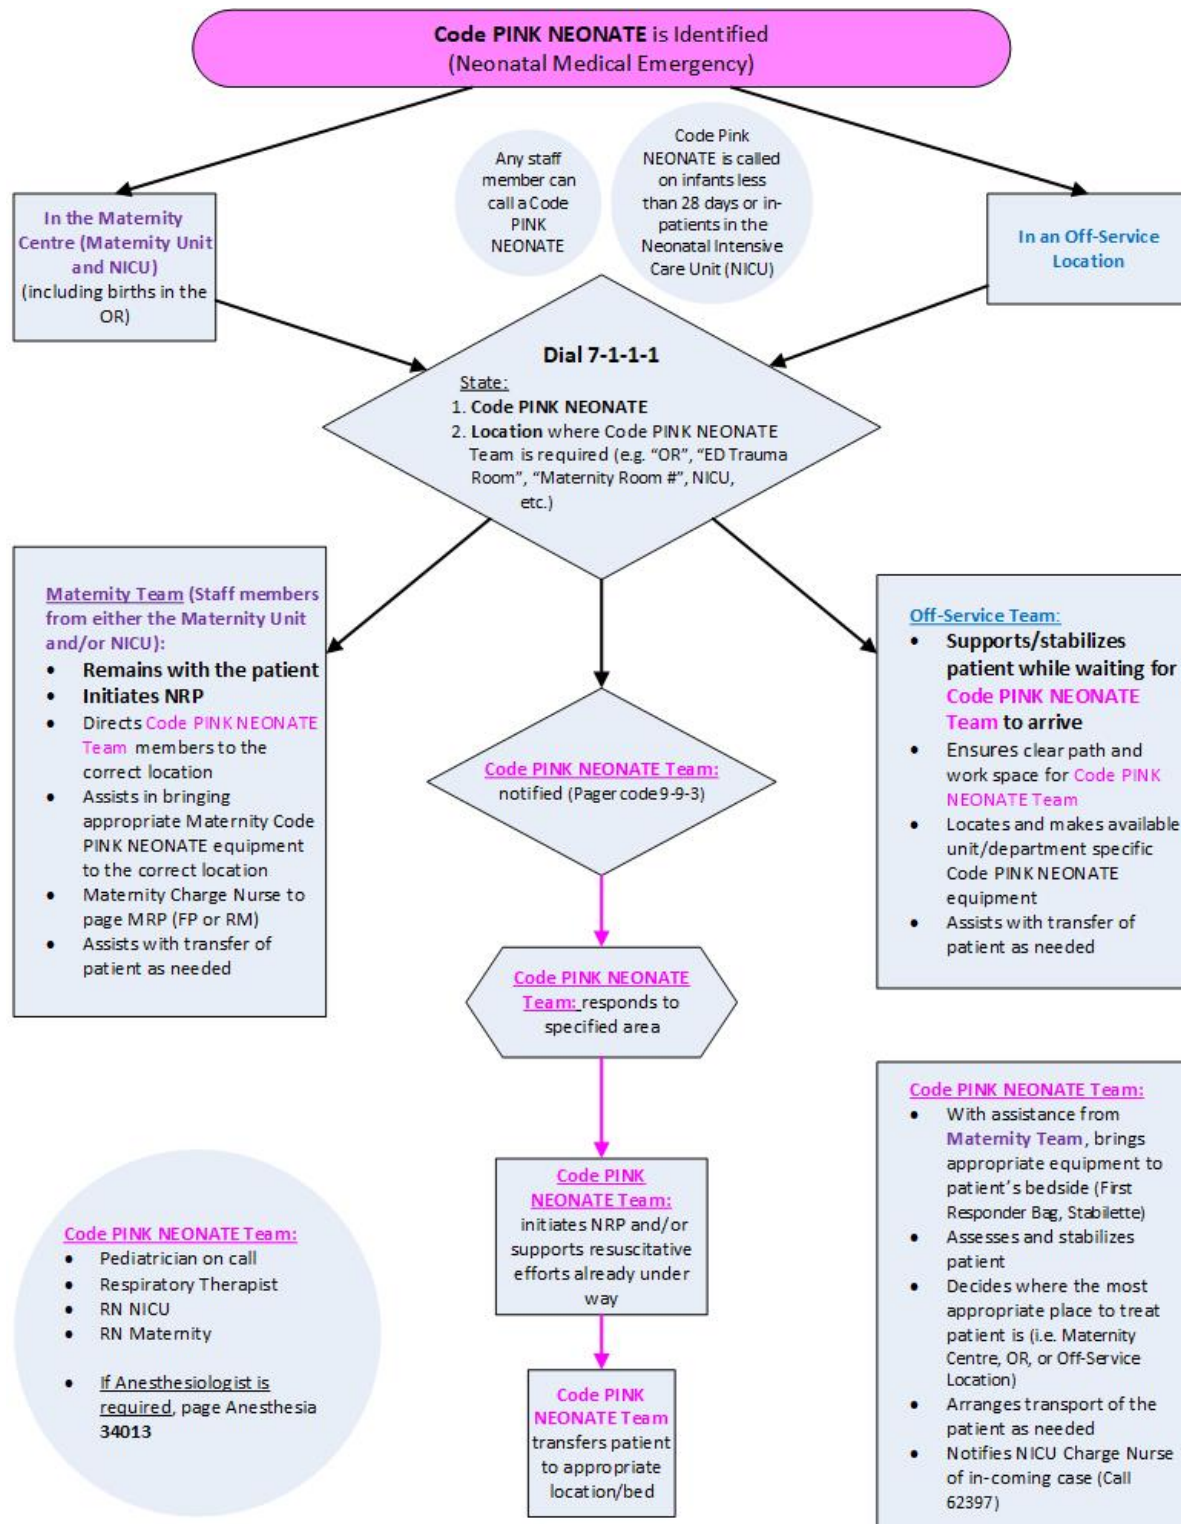 Code PINK NEONATE is Identified
(Neonatal Medical Emergency)
Any staff
member can
call a Code
PINK
NEONATE
Code Pink
NEONATE is called
on infants less
than 28 days or in-
patients in the
Neonatal Intensive
Care Unit (NICU)
In the Maternity
Centre (Maternity Unit
and NICU)
(including births in the
OR)
In an Off-Service
Location
Dial 7-1-1-1
State:
1. Code PINK NEONATE
2. Location where Code PINK NEONATE
Team is required (e.g. “OR”, “ED Trauma
Room”, “Maternity Room #”, NICU,
etc.)
Maternity Team (Staff members
from either the Maternity Unit
and/or NICU):
• Remains with the patient
• Initiates NRP
• Directs Code PINK NEONATE
Team members to the
correct location
• Assists in bringing
appropriate Maternity Code
PINK NEONATE equipment
to the correct location
• Maternity Charge Nurse to
page MRP (FP or RM)
• Assists with transfer of
patient as needed
Code PINK NEONATE Team:
notified (Pager code 9-9-3)
Off-Service Team:
• Supports/stabilizes
patient while waiting for
Code PINK NEONATE
Team to arrive
• Ensures clear path and
work space for Code PINK
NEONATE Team
• Locates and makes available
unit/department specific
Code PINK NEONATE
equipment
• Assists with transfer of
patient as needed
Code PINK NEONATE
Team: responds to
specified area
Code PINK
NEONATE Team:
initiates NRP and/or
supports resuscitative
efforts already under
way
Code PINK
NEONATE Team
transfers patient
to appropriate
location/bed
Code PINK NEONATE Team:
• Pediatrician on call
• Respiratory Therapist
• RN NICU
• RN Maternity
• If Anesthesiologist is
required, page Anesthesia
34013
Code PINK NEONATE Team:
• With assistance from
Maternity Team, brings
appropriate equipment to
patient’s bedside (First
Responder Bag, Stabilette)
• Assesses and stabilizes
patient
• Decides where the most
appropriate place to treat
patient is (i.e. Maternity
Centre, OR, or Off-Service
Location)
• Arranges transport of the
patient as needed
• Notifies NICU Charge Nurse
of in-coming case (Call
62397)